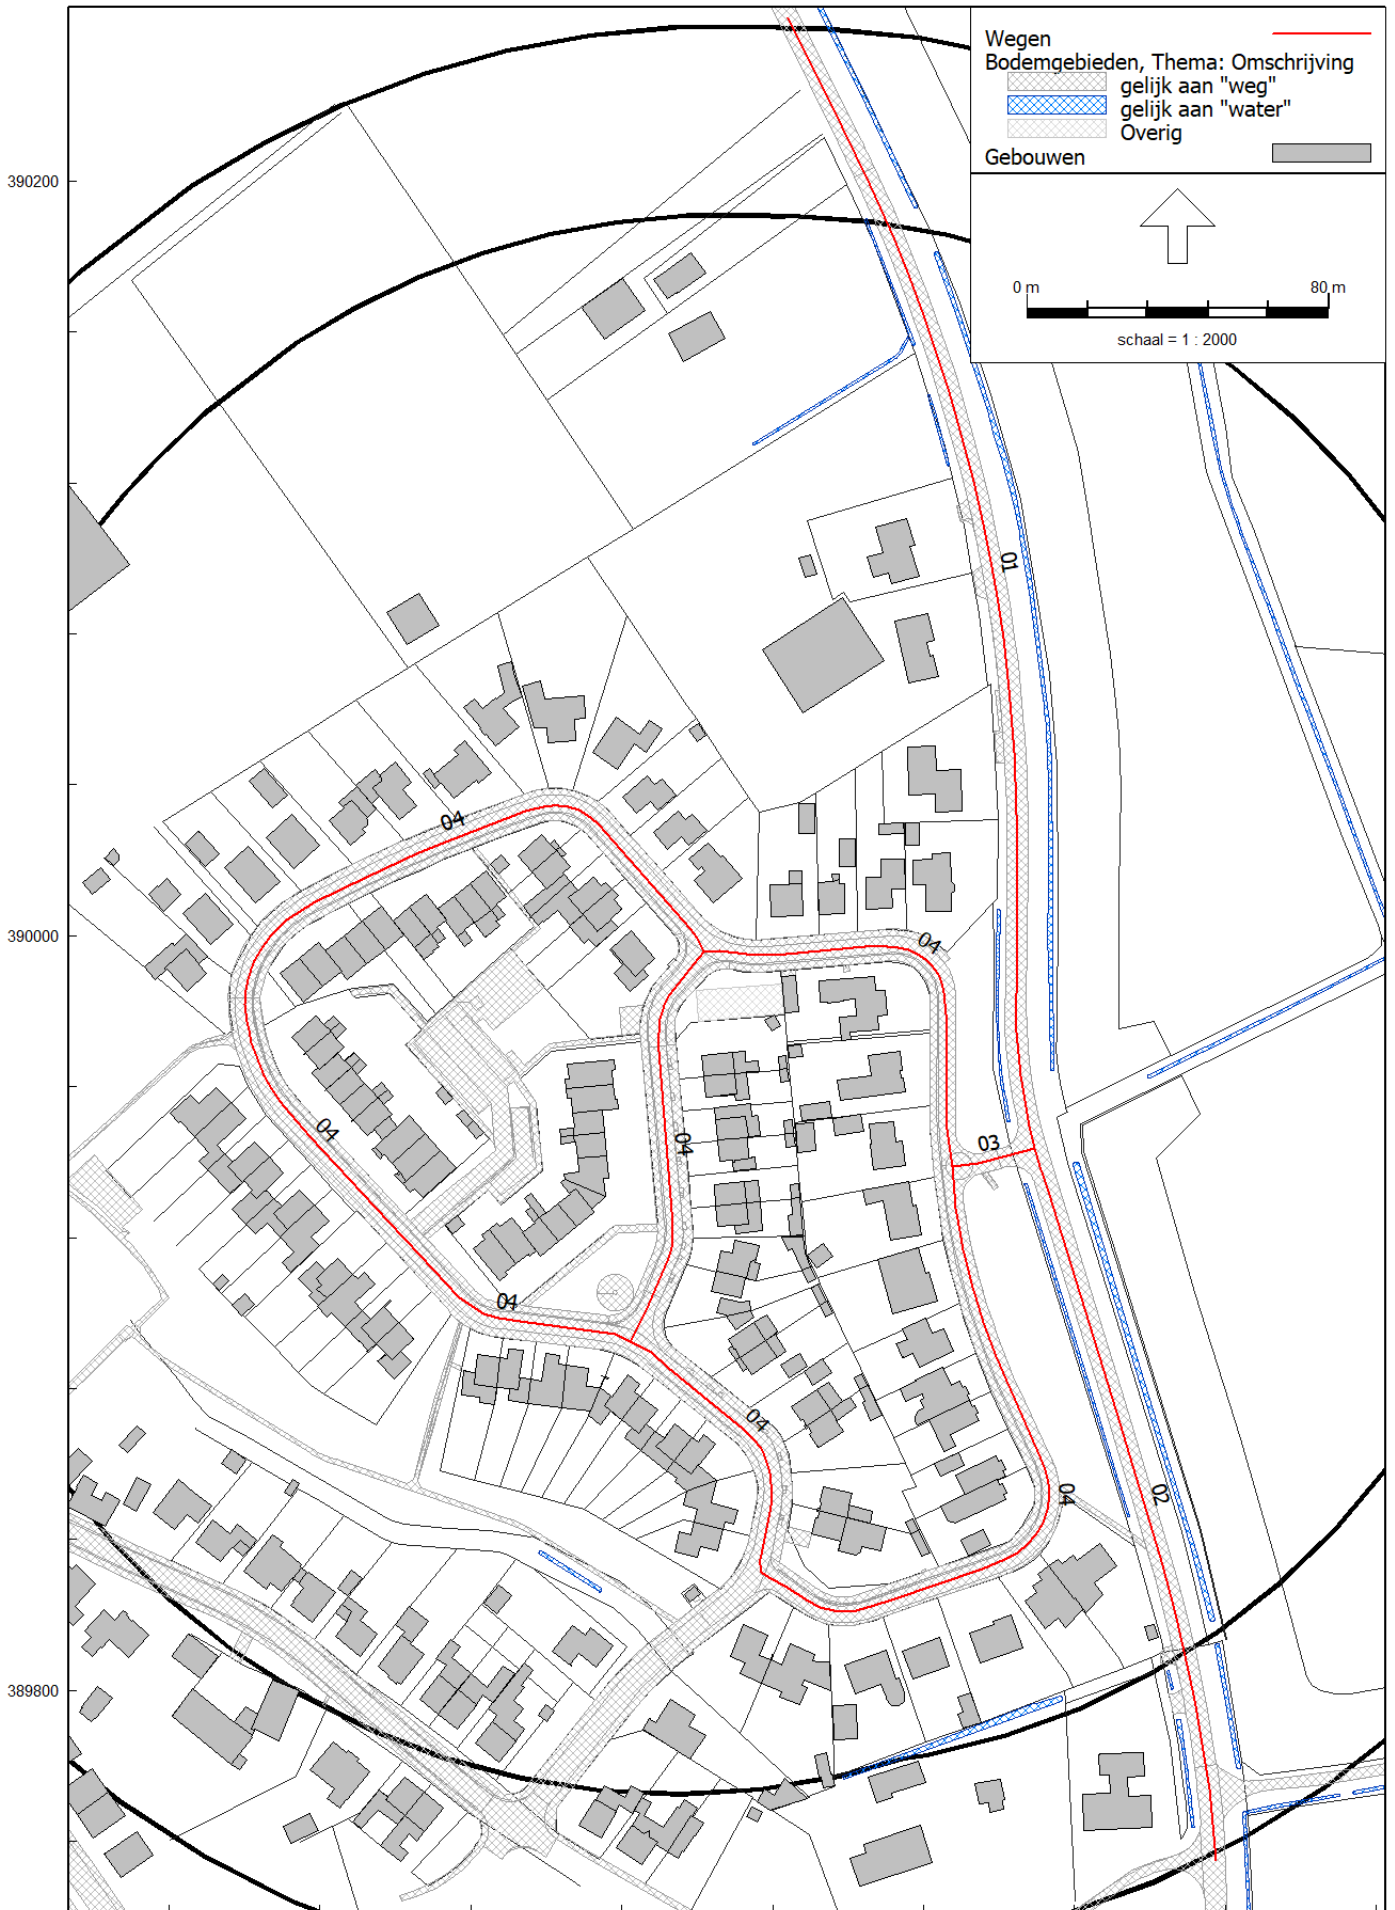 Wegen
Bodemgebieden, Thema: Omschrijving
gelijk aan "weg"
gelijk aan "water"
Overig
Gebouwen
390200
0 m 80 m
schaal = 1 : 2000
01
04
390000
04
03
04
04
04
04
04
02
389800